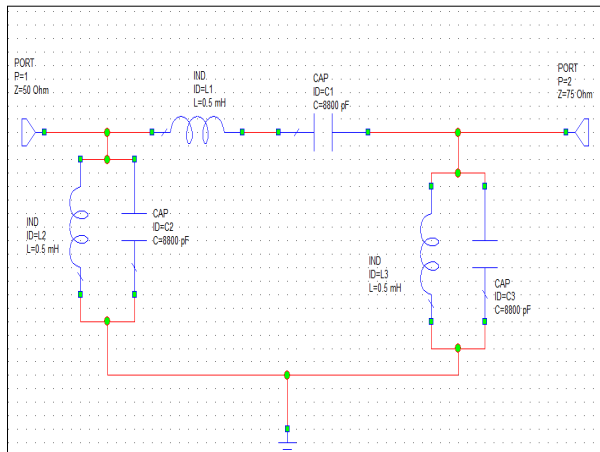 PORT
P=1
Z=50 Ohm
IND
ID=L1
L=0.5 mH
CAP
ID=C1
C=8800 pF
PORT
P=2
Z=75 Ohm
IND
ID=L2
L=0.5 mH
CAP
ID=C2
C=8800 pF
IND
ID=L3
L=0.5 mH
CAP
ID=C3
C=8800 pF